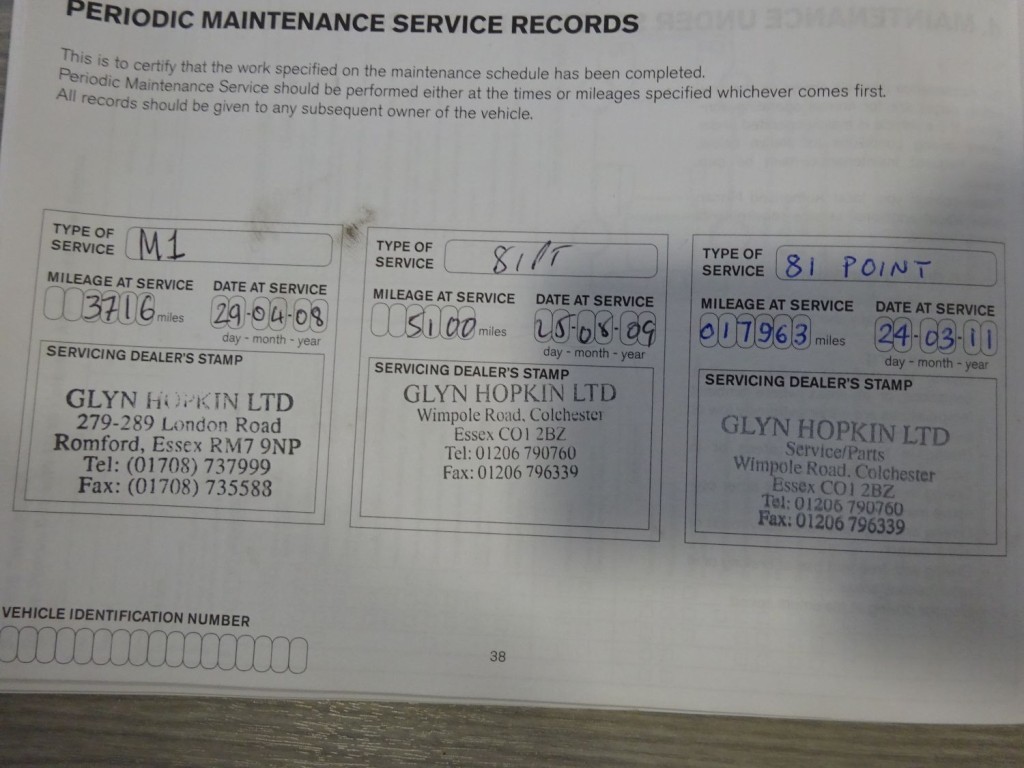 PERIODIC MAINTENANCE SERVICE RECORDS
This is to certify that the work specified on the maintenance schedule has been completed.
Periodic Maintenance Service should be performed either at the times or mileages specified whichever comes first.
All records should be given to any subsequent owner of the vehicle.
TYPE OF SERVICE M1
MILEAGE AT SERVICE DATE AT SERVICE
3716 miles 29-04-08
day - month - year
SERVICING DEALER'S STAMP
GLYN HOPKIN LTD
279-289 London Road
Romford, Essex RM7 9NP
Tel: (01708) 737999
Fax: (01708) 735588
TYPE OF SERVICE 81PT
MILEAGE AT SERVICE DATE AT SERVICE
5100 miles 25-08-09
day - month - year
SERVICING DEALER'S STAMP
GLYN HOPKIN LTD
Wimpole Road. Colchester
Essex CO1 2BZ
Tel: 01206 790760
Fax: 01206 796339
TYPE OF SERVICE 81 POINT
MILEAGE AT SERVICE DATE AT SERVICE
017963 miles 24-03-11
day - month - year
SERVICING DEALER'S STAMP
GLYN HOPKIN LTD
Service/Parts
Wimpole Road. Colchester
Essex CO1 2BZ
Tel: 01206 790760
Fax: 01206 796339
VEHICLE IDENTIFICATION NUMBER
38